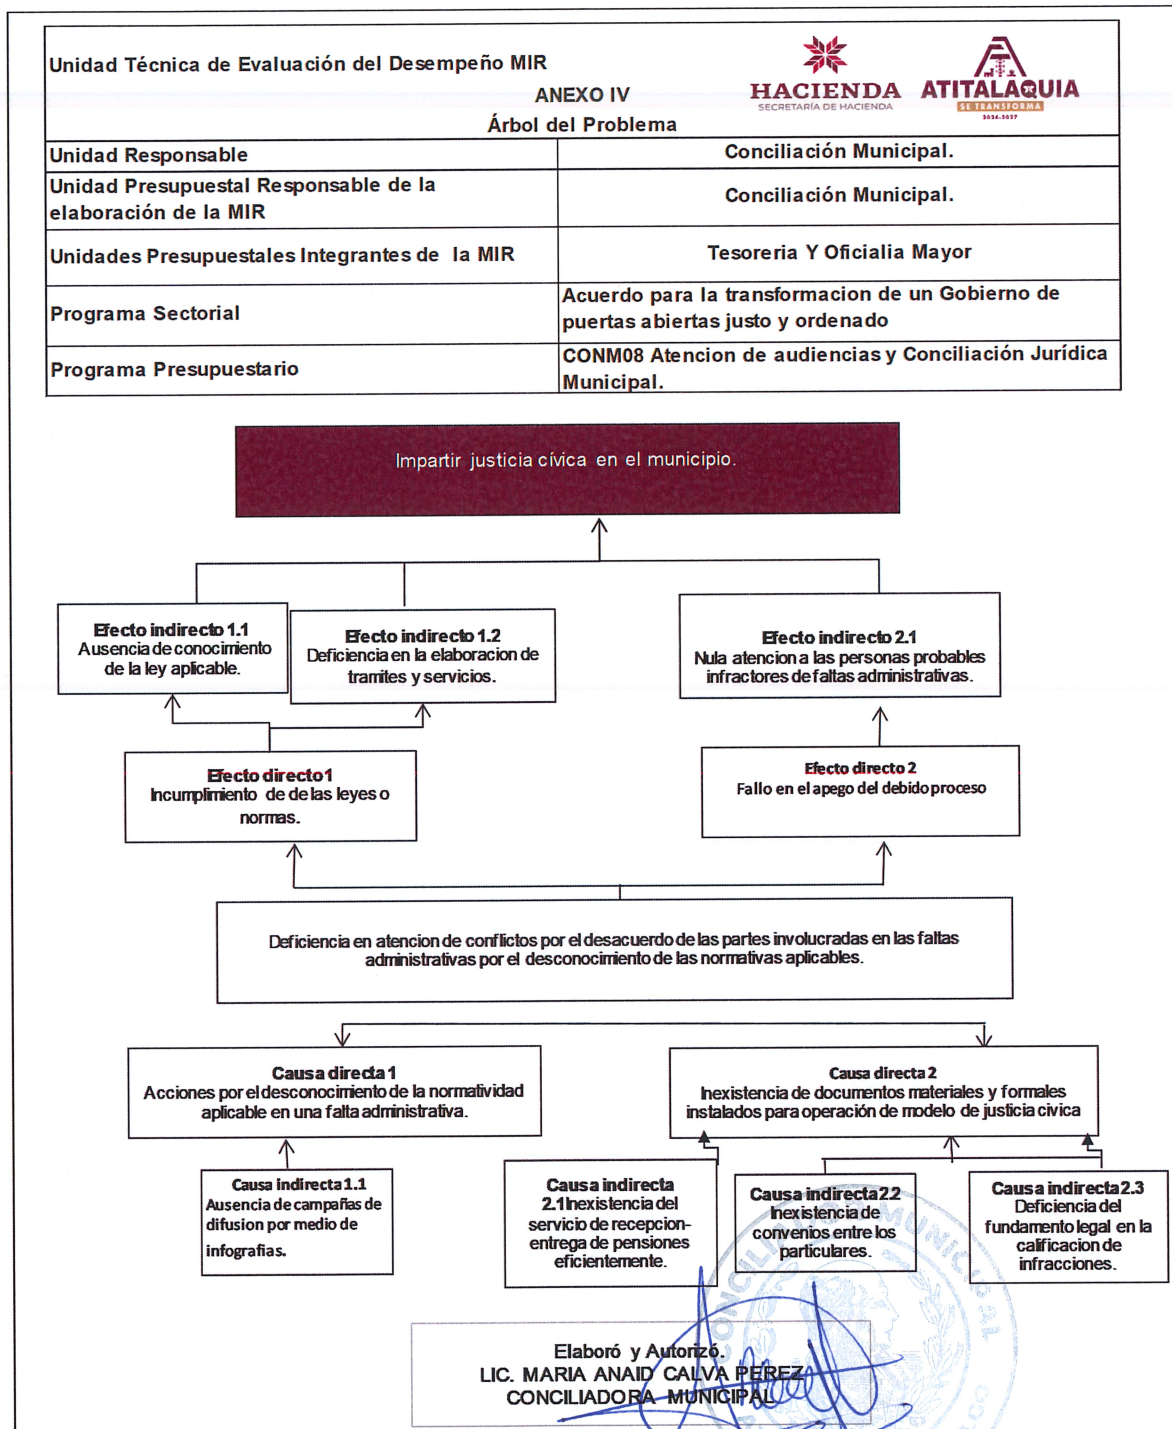 Unidad Técnica de Evaluación del Desempeño MIR
ANEXO IV
Árbol del Problema
HACIENDA
SECRETARÍA DE HACIENDA
ATITALAQUIA
SE TRANSFORMA
2024-2027
Unidad Responsable
Conciliación Municipal.
Unidad Presupuestal Responsable de la
elaboración de la MIR
Conciliación Municipal.
Unidades Presupuestales Integrantes de la MIR
Tesoreria Y Oficialia Mayor
Programa Sectorial
Acuerdo para la transformacion de un Gobierno de
puertas abiertas justo y ordenado
Programa Presupuestario
CONM08 Atencion de audiencias y Conciliación Jurídica
Municipal.
Impartir justicia cívica en el municipio.
Efecto indirecto 1.1
Ausencia de conocimiento
de la ley aplicable.
Efecto indirecto 1.2
Deficiencia en la elaboracion de
tramites y servicios.
Efecto indirecto 2.1
Nula atencion a las personas probables
infractores de faltas administrativas.
Efecto directo 1
Incumplimiento de de las leyes o
normas.
Efecto directo 2
Fallo en el apego del debido proceso
Deficiencia en atencion de conflictos por el desacuerdo de las partes involucradas en las faltas
administrativas por el desconocimiento de las normativas aplicables.
Causa directa 1
Acciones por el desconocimiento de la normatividad
aplicable en una falta administrativa.
Causa directa 2
Inexistencia de documentos materiales y formales
instalados para operación de modelo de justicia civica
Causa indirecta 1.1
Ausencia de campañas de
difusion por medio de
infografias.
Causa indirecta
2.1Inexistencia del
servicio de recepcion-
entrega de pensiones
eficientemente.
Causa indirecta 2.2
Inexistencia de
convenios entre los
particulares.
Causa indirecta 2.3
Deficiencia del
fundamento legal en la
calificacion de
infracciones.
CONCILIADOR MUNICIPAL
Elaboró y Autorizó.
LIC. MARIA ANAID CALVA PEREZ
CONCILIADORA MUNICIPAL